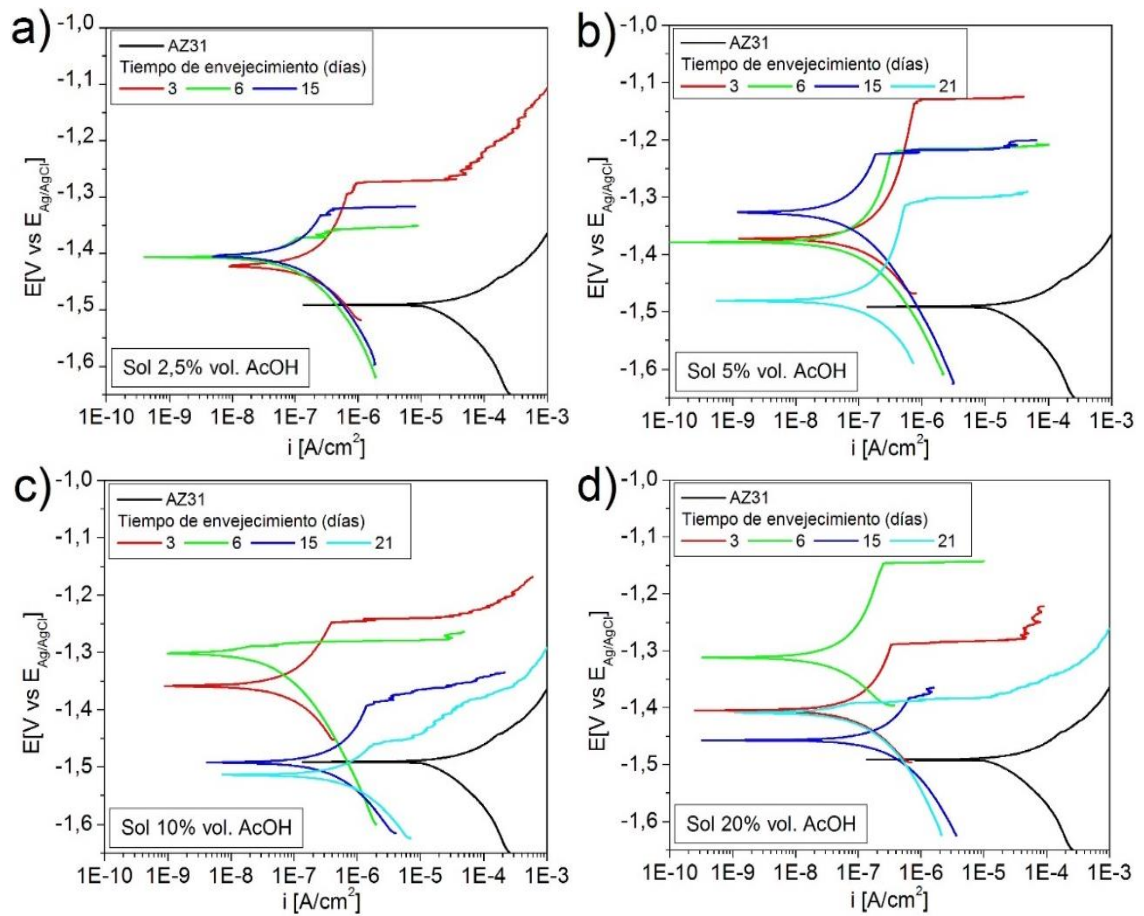 a)
-1,0
-1,1
-1,2
-1,3
-1,4
-1,5
-1,6
E[V vs E_Ag/AgCl]
AZ31
Tiempo de envejecimiento (días)
3 6 15
Sol 2,5% vol. AcOH
1E-10 1E-9 1E-8 1E-7 1E-6 1E-5 1E-4 1E-3
i [A/cm²]
b)
-1,0
-1,1
-1,2
-1,3
-1,4
-1,5
-1,6
E[V vs E_Ag/AgCl]
AZ31
Tiempo de envejecimiento (días)
3 6 15 21
Sol 5% vol. AcOH
1E-10 1E-9 1E-8 1E-7 1E-6 1E-5 1E-4 1E-3
i [A/cm²]
c)
-1,0
-1,1
-1,2
-1,3
-1,4
-1,5
-1,6
E[V vs E_Ag/AgCl]
AZ31
Tiempo de envejecimiento (días)
3 6 15 21
Sol 10% vol. AcOH
1E-10 1E-9 1E-8 1E-7 1E-6 1E-5 1E-4 1E-3
i [A/cm²]
d)
-1,0
-1,1
-1,2
-1,3
-1,4
-1,5
-1,6
E[V vs E_Ag/AgCl]
AZ31
Tiempo de envejecimiento (días)
3 6 15 21
Sol 20% vol. AcOH
1E-10 1E-9 1E-8 1E-7 1E-6 1E-5 1E-4 1E-3
i [A/cm²]